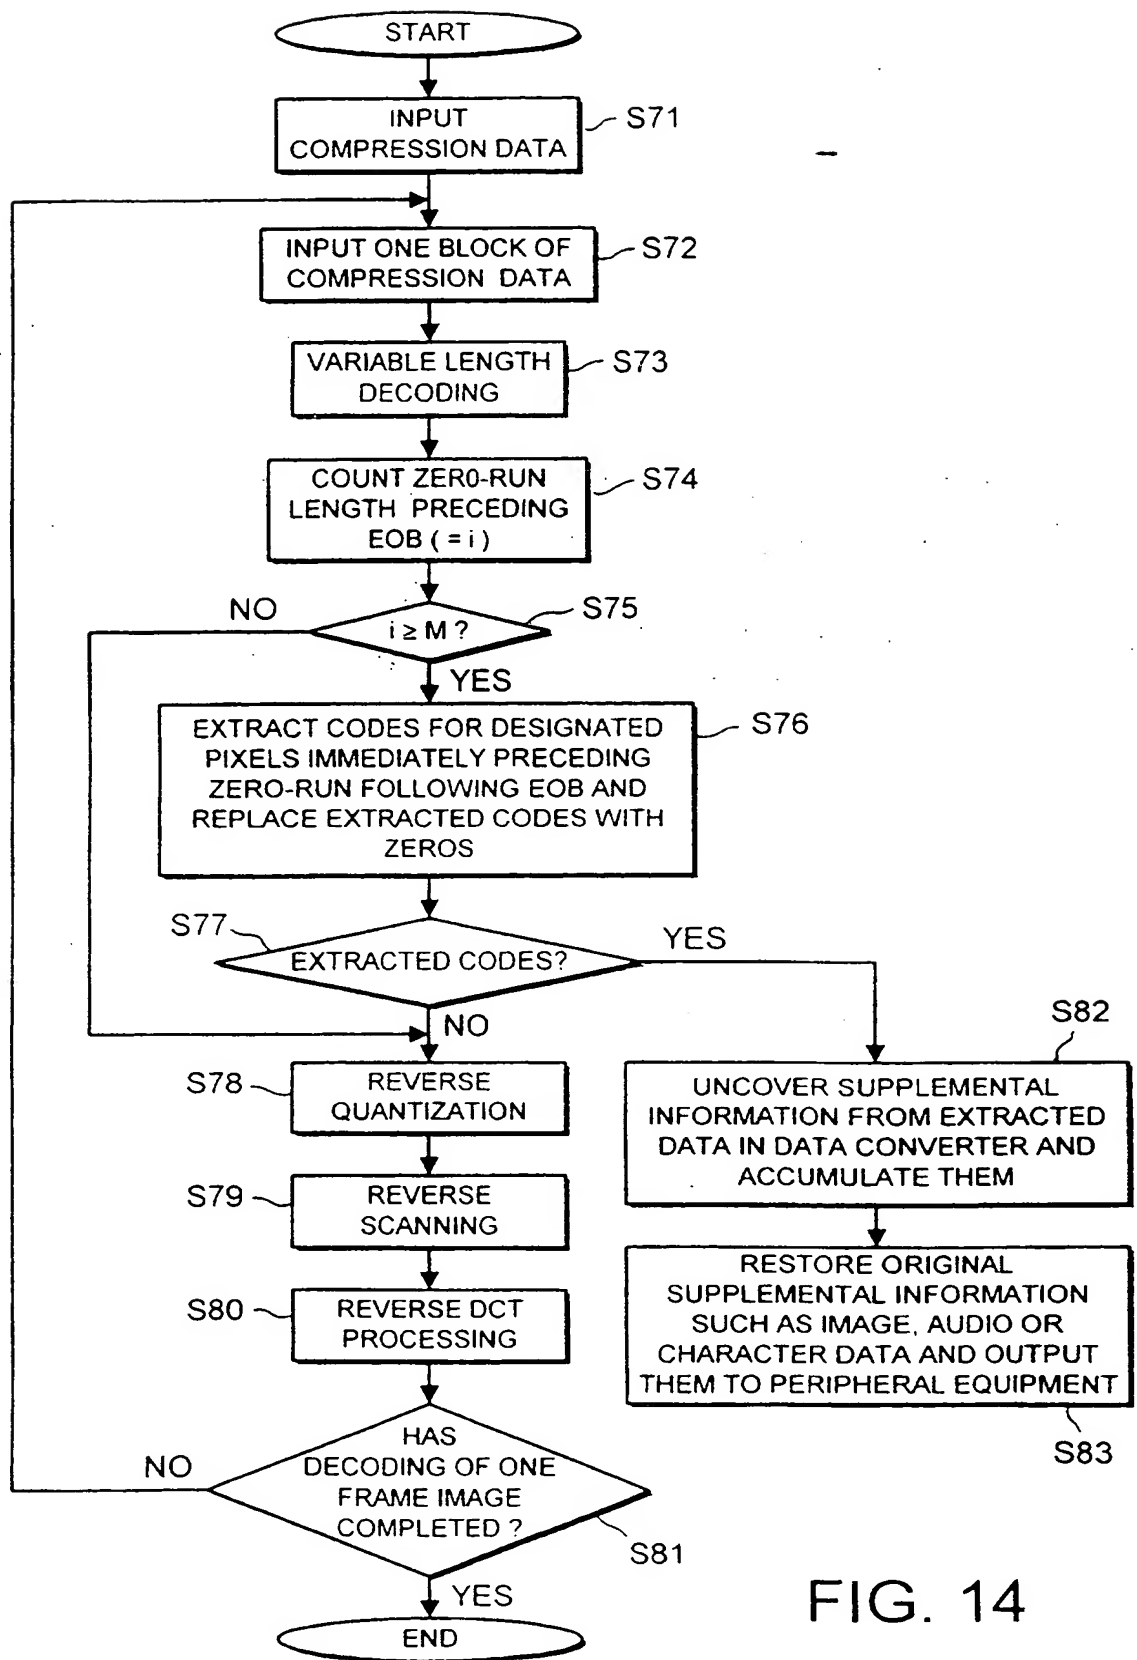 START
INPUT
COMPRESSION DATA
S71
INPUT ONE BLOCK OF
COMPRESSION DATA
S72
VARIABLE LENGTH
DECODING
S73
COUNT ZER0-RUN
LENGTH PRECEDING
EOB ( = i )
S74
i ≥ M ?
S75
NO
YES
EXTRACT CODES FOR DESIGNATED
PIXELS IMMEDIATELY PRECEDING
ZERO-RUN FOLLOWING EOB AND
REPLACE EXTRACTED CODES WITH
ZEROS
S76
S77
EXTRACTED CODES?
YES
NO
S78
REVERSE
QUANTIZATION
S79
REVERSE
SCANNING
S80
REVERSE DCT
PROCESSING
S82
UNCOVER SUPPLEMENTAL
INFORMATION FROM EXTRACTED
DATA IN DATA CONVERTER AND
ACCUMULATE THEM
RESTORE ORIGINAL
SUPPLEMENTAL INFORMATION
SUCH AS IMAGE, AUDIO OR
CHARACTER DATA AND OUTPUT
THEM TO PERIPHERAL EQUIPMENT
S83
HAS
DECODING OF ONE
FRAME IMAGE
COMPLETED ?
NO
S81
YES
END
FIG. 14